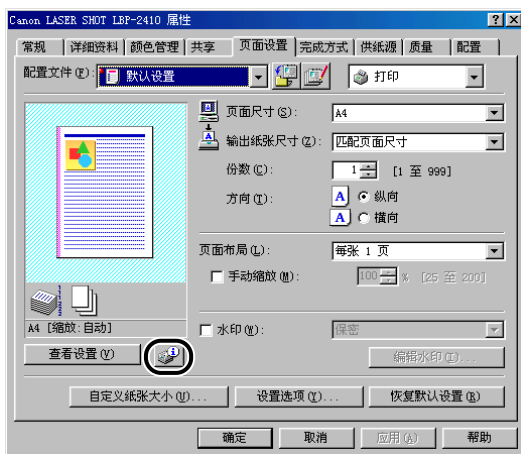 Canon LASER SHOT LBP-2410 属性
常规 详细资料 颜色管理 共享 页面设置 完成方式 供纸源 质量 配置
配置文件(F): 默认设置 打印
页面尺寸(S): A4
输出纸张尺寸(Z): 匹配页面尺寸
份数(C): 1 [1 至 999]
方向(T): A 纵向
A 横向
页面布局(L): 每张 1 页
手动缩放(M): 100 % [25 至 200]
A4 [缩放:自动]
水印(W): 保密
查看设置(V) 编辑水印(I)...
自定义纸张大小(U)... 设置选项(Y)... 恢复默认设置(R)
确定 取消 应用(A) 帮助